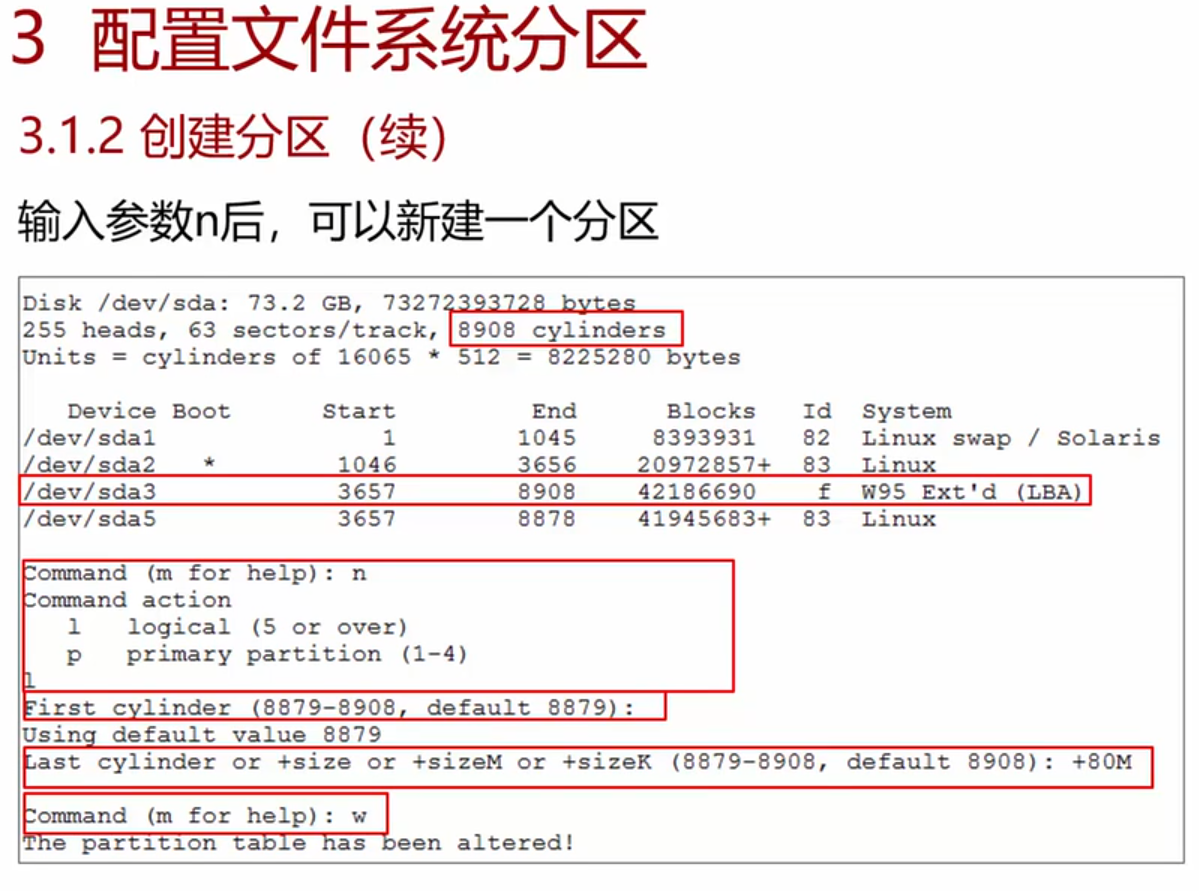 3 配置文件系统分区
3.1.2 创建分区（续）
输入参数n后，可以新建一个分区
Disk /dev/sda: 73.2 GB, 73272393728 bytes
255 heads, 63 sectors/track, 8908 cylinders
Units = cylinders of 16065 * 512 = 8225280 bytes
Device Boot Start End Blocks Id System
/dev/sda1 1 1045 8393931 82 Linux swap / Solaris
/dev/sda2 * 1046 3656 20972857+ 83 Linux
/dev/sda3 3657 8908 42186690 f W95 Ext'd (LBA)
/dev/sda5 3657 8878 41945683+ 83 Linux
Command (m for help): n
Command action
l logical (5 or over)
p primary partition (1-4)
l
First cylinder (8879-8908, default 8879):
Using default value 8879
Last cylinder or +size or +sizeM or +sizeK (8879-8908, default 8908): +80M
Command (m for help): w
The partition table has been altered!